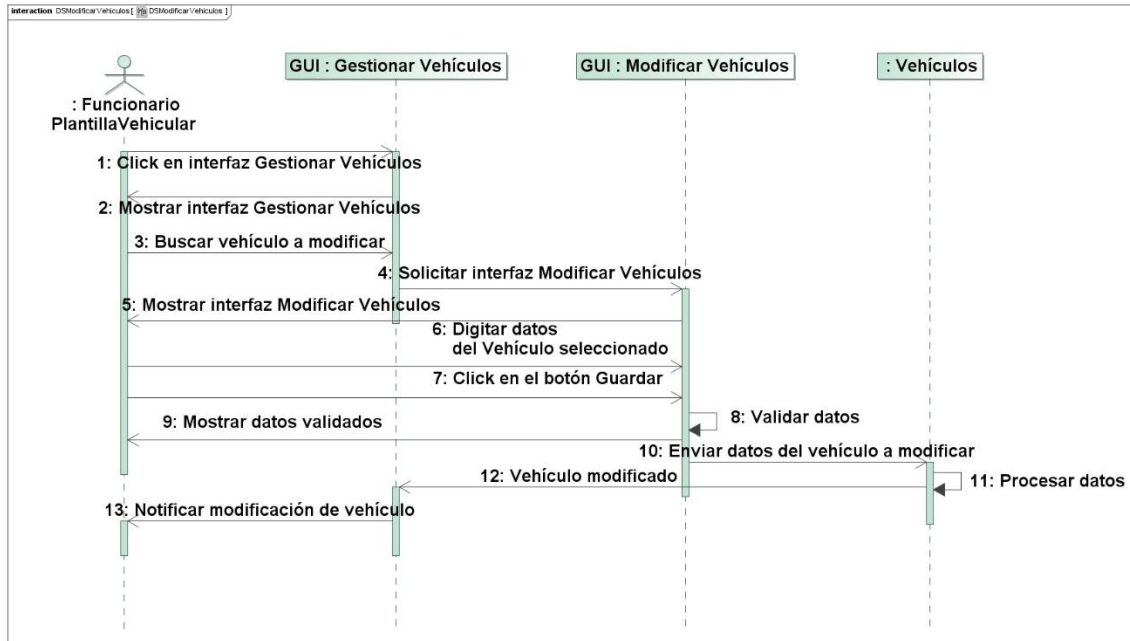 interaction DSModificarVehiculos [ DSModificarVehiculos ]
GUI : Gestionar Vehículos
GUI : Modificar Vehículos
: Vehículos
: Funcionario
PlantillaVehicular
1: Click en interfaz Gestionar Vehículos
2: Mostrar interfaz Gestionar Vehículos
3: Buscar vehículo a modificar
4: Solicitar interfaz Modificar Vehículos
5: Mostrar interfaz Modificar Vehículos
6: Digitar datos
del Vehículo seleccionado
7: Click en el botón Guardar
8: Validar datos
9: Mostrar datos validados
10: Enviar datos del vehículo a modificar
12: Vehículo modificado
11: Procesar datos
13: Notificar modificación de vehículo